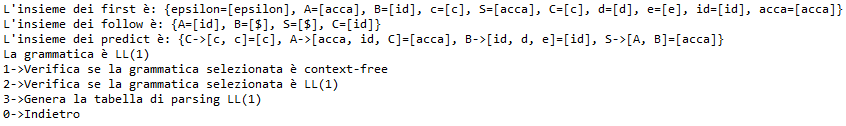 L'insieme dei first è: {epsilon=[epsilon], A=[acca], B=[id], c=[c], S=[acca], C=[c], d=[d], e=[e], id=[id], acca=[acca]}
L'insieme dei follow è: {A=[id], B=[$], S=[$], C=[id]}
L'insieme dei predict è: {C->[c, c]=[c], A->[acca, id, C]=[acca], B->[id, d, e]=[id], S->[A, B]=[acca]}
La grammatica è LL(1)
1->Verifica se la grammatica selezionata è context-free
2->Verifica se la grammatica selezionata è LL(1)
3->Genera la tabella di parsing LL(1)
0->Indietro